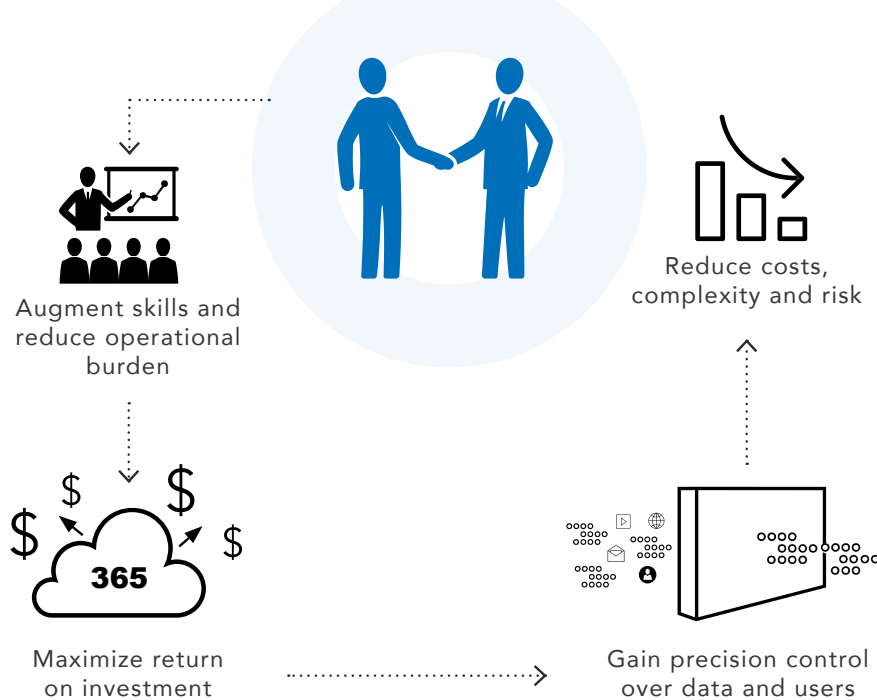 Augment skills and
reduce operational
burden
$
$
$
$
365
Maximize return
on investment
Gain precision control
over data and users
Reduce costs,
complexity and risk